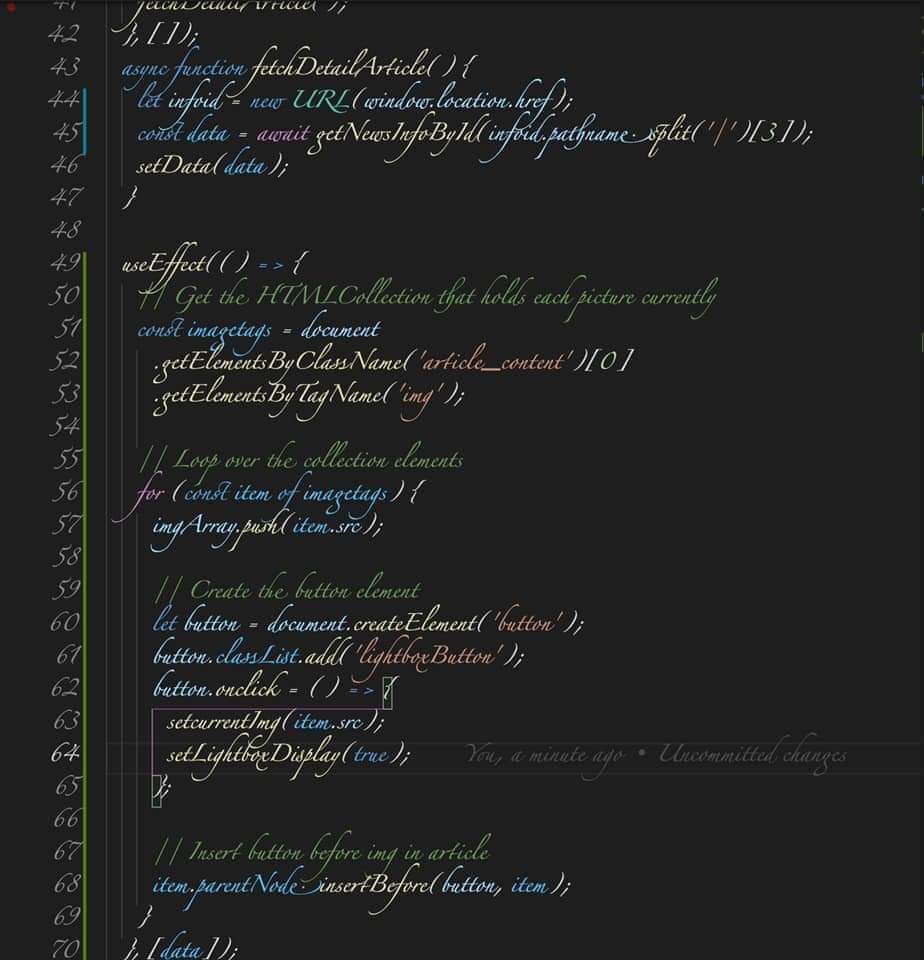 41 fetchDetailArticle();
42 }, []);
43 async function fetchDetailArticle() {
44 let infoid = new URL(window.location.href);
45 const data = await getNewsInfoById(infoid.pathname.split('/')[3]);
46 setData(data);
47 }
48
49 useEffect(() => {
50 // Get the HTMLCollection that holds each picture currently
51 const imagetags = document
52 .getElementsByClassName('article_content')[0]
53 .getElementsByTagName('img');
54
55 // Loop over the collection elements
56 for (const item of imagetags) {
57 imgArray.push(item.src);
58
59 // Create the button element
60 let button = document.createElement('button');
61 button.classList.add('lightboxButton');
62 button.onclick = () => {
63 setcurrentImg(item.src);
64 setLightboxDisplay(true); You, a minute ago • Uncommitted changes
65 };
66
67 // Insert button before img in article
68 item.parentNode.insertBefore(button, item);
69 }
70 }, [data]);